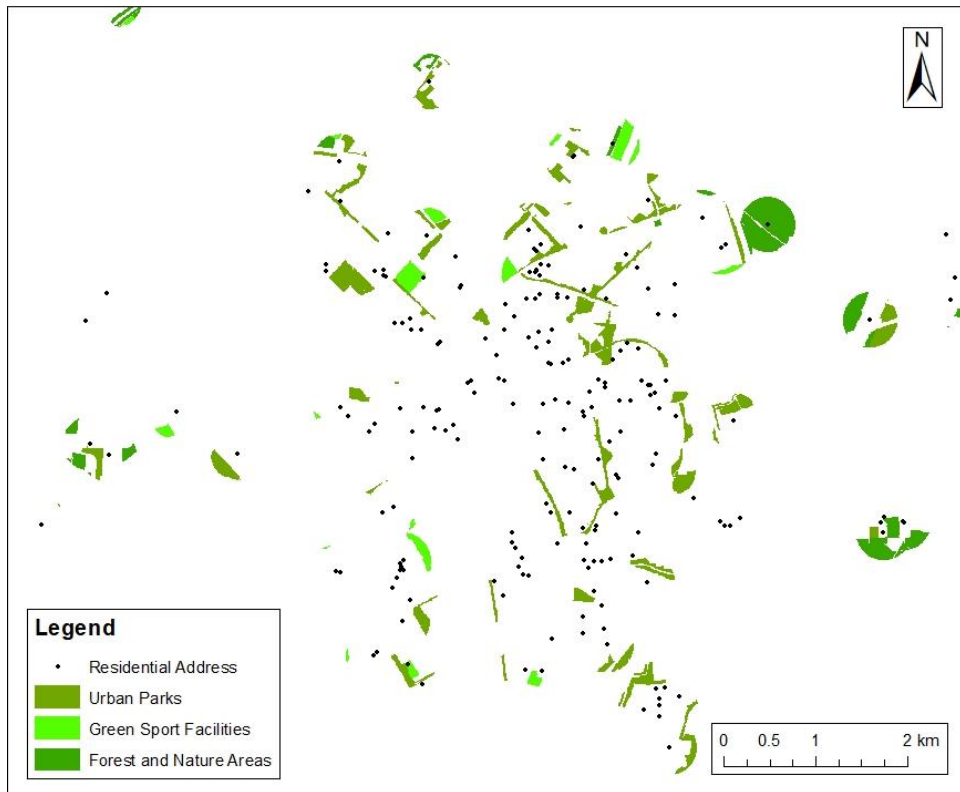 N
Legend
Residential Address
Urban Parks
Green Sport Facilities
Forest and Nature Areas
0 0.5 1 2 km